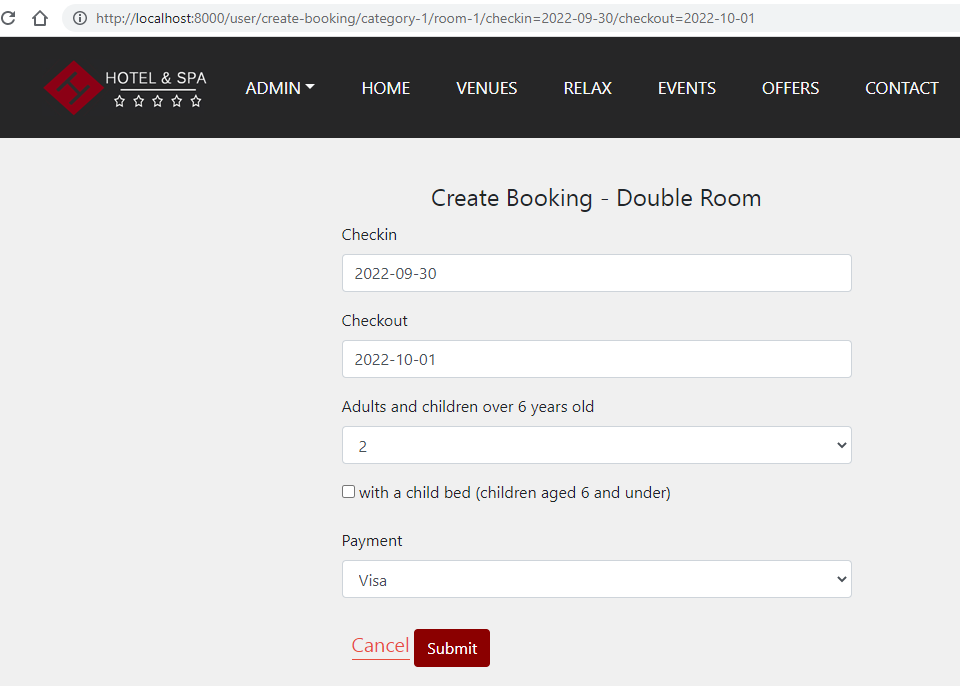 http://localhost:8000/user/create-booking/category-1/room-1/checkin=2022-09-30/checkout=2022-10-01
HOTEL & SPA
ADMIN HOME VENUES RELAX EVENTS OFFERS CONTACT
Create Booking - Double Room
Checkin
2022-09-30
Checkout
2022-10-01
Adults and children over 6 years old
2
with a child bed (children aged 6 and under)
Payment
Visa
Cancel Submit